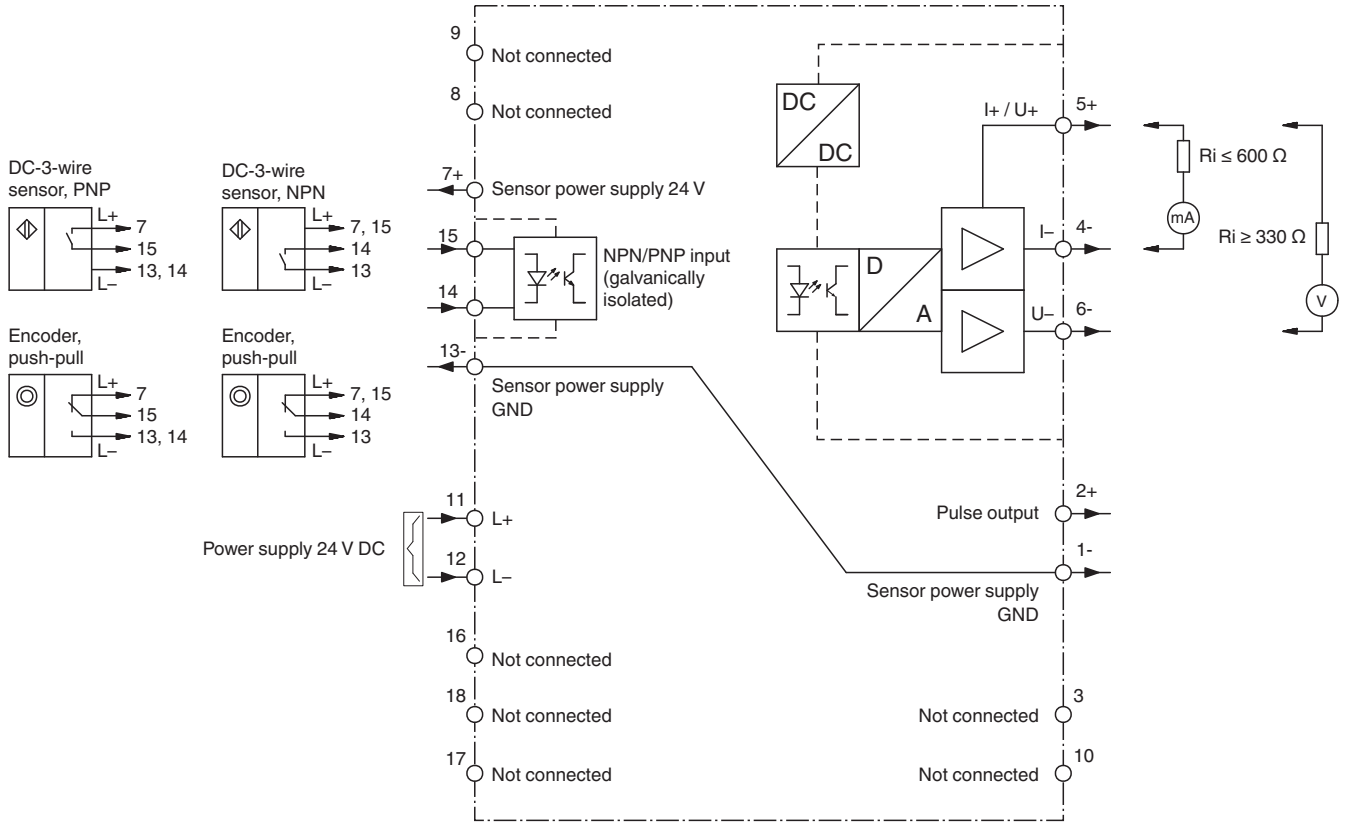 DC-3-wire
sensor, PNP
L+
7
15
13, 14
L–
DC-3-wire
sensor, NPN
L+
7, 15
14
13
L–
Encoder,
push-pull
L+
7
15
13, 14
L–
Encoder,
push-pull
L+
7, 15
14
13
L–
9
Not connected
8
Not connected
7+
Sensor power supply 24 V
15
14
NPN/PNP input
(galvanically
isolated)
13-
Sensor power supply
GND
Power supply 24 V DC
11
L+
12
L–
16
Not connected
18
Not connected
17
Not connected
DC
DC
D
A
I+ / U+
5+
I–
4-
U–
6-
Ri ≤ 600 Ω
mA
Ri ≥ 330 Ω
V
Pulse output
2+
1-
Sensor power supply
GND
3
Not connected
10
Not connected